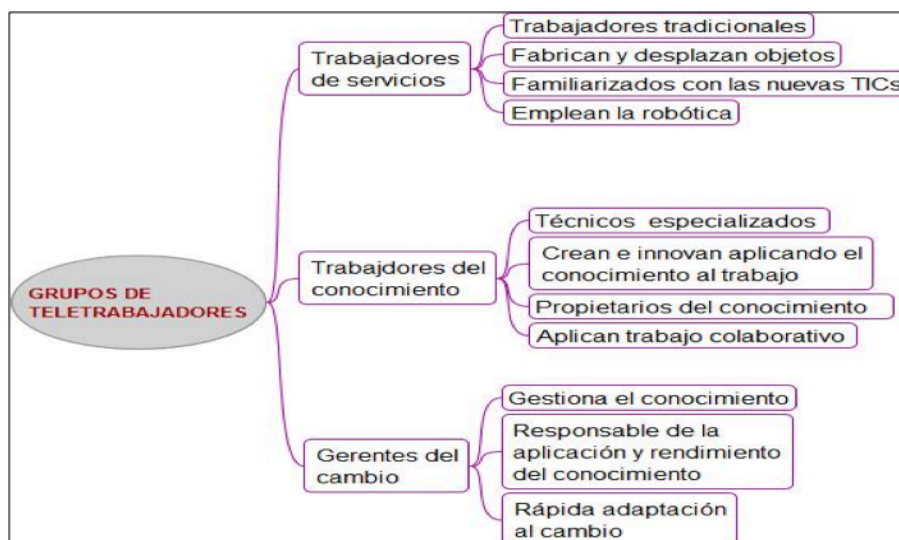 GRUPOS DE
TELETRABAJADORES
Trabajadores
de servicios
Trabajadores tradicionales
Fabrican y desplazan objetos
Familiarizados con las nuevas TICs
Emplean la robótica
Trabajdores del
conocimiento
Técnicos especializados
Crean e innovan aplicando el
conocimiento al trabajo
Propietarios del conocimiento
Aplican trabajo colaborativo
Gerentes del
cambio
Gestiona el conocimiento
Responsable de la
aplicación y rendimiento
del conocimiento
Rápida adaptación
al cambio